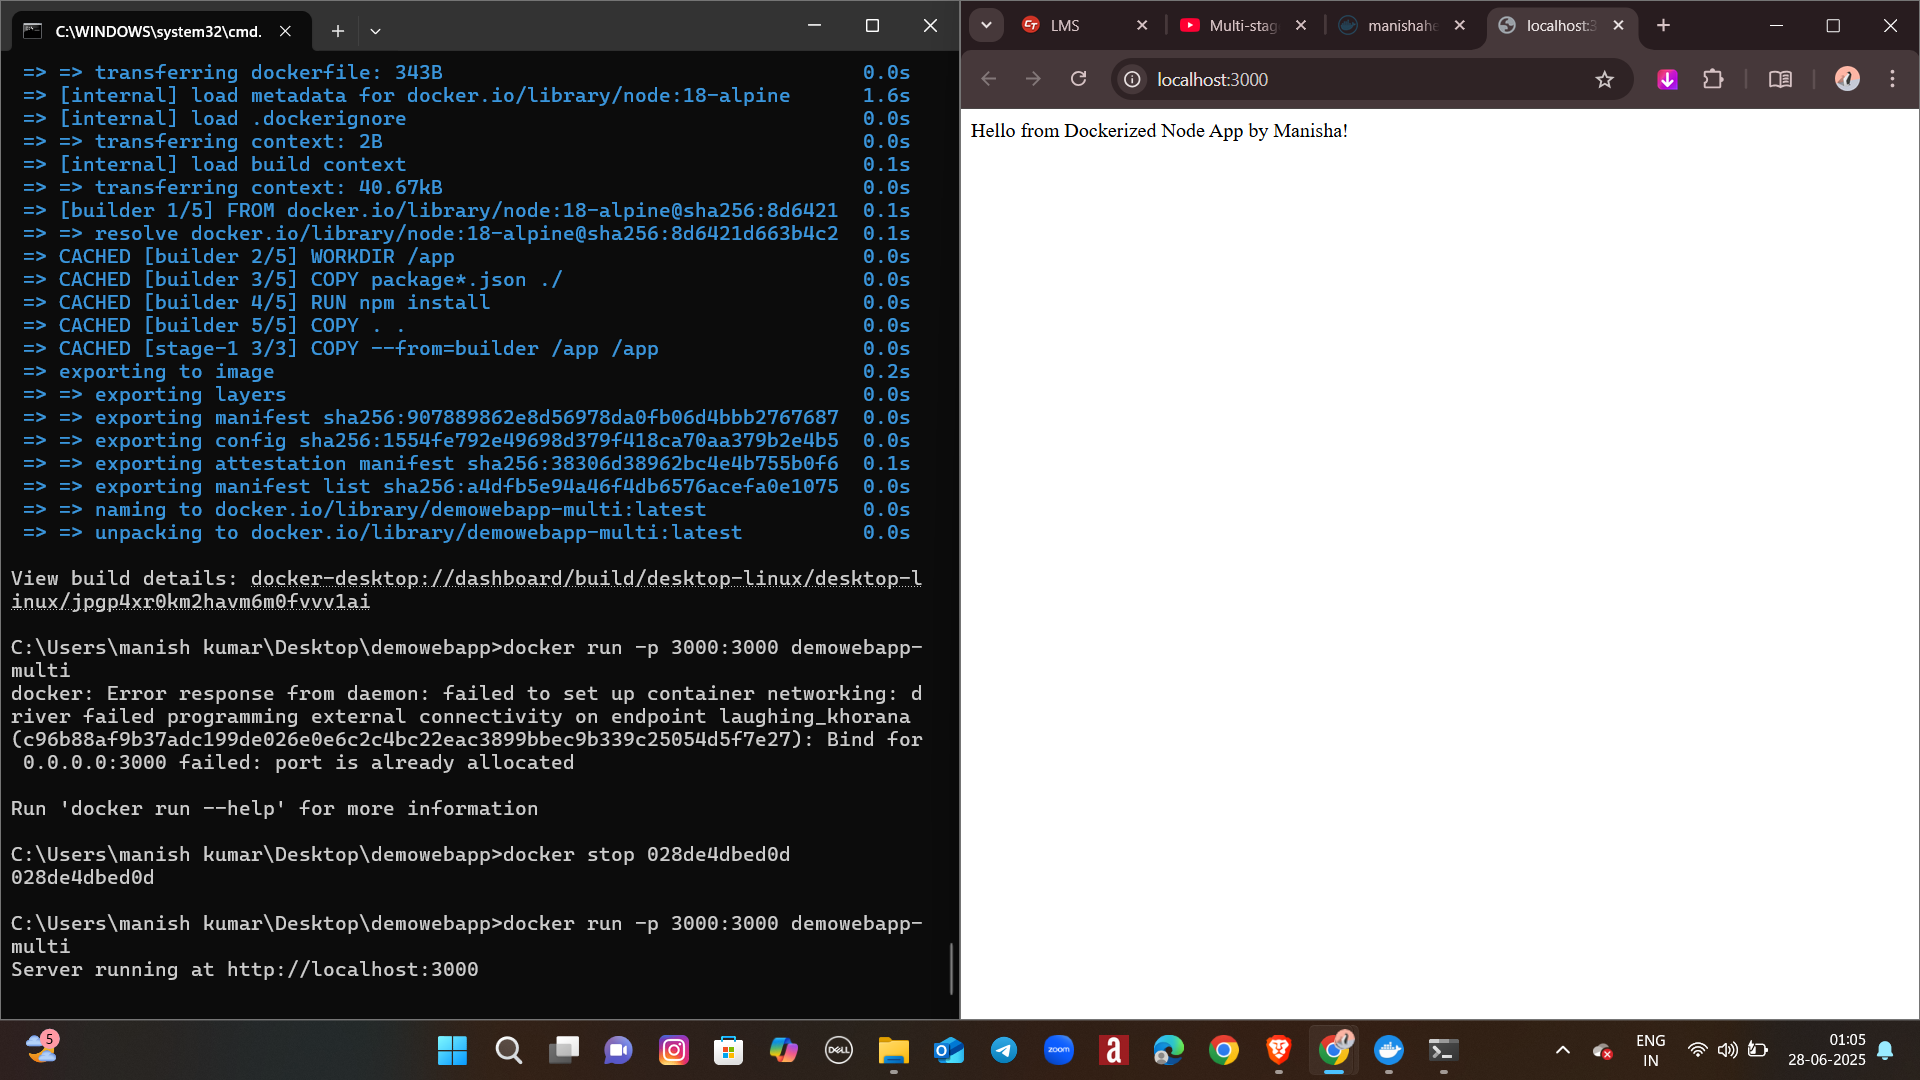 C:\WINDOWS\system32\cmd.
=> => transferring dockerfile: 343B 0.0s
=> [internal] load metadata for docker.io/library/node:18-alpine 1.6s
=> [internal] load .dockerignore 0.0s
=> => transferring context: 2B 0.0s
=> [internal] load build context 0.1s
=> => transferring context: 40.67kB 0.0s
=> [builder 1/5] FROM docker.io/library/node:18-alpine@sha256:8d6421 0.1s
=> => resolve docker.io/library/node:18-alpine@sha256:8d6421d663b4c2 0.1s
=> CACHED [builder 2/5] WORKDIR /app 0.0s
=> CACHED [builder 3/5] COPY package*.json ./ 0.0s
=> CACHED [builder 4/5] RUN npm install 0.0s
=> CACHED [builder 5/5] COPY . . 0.0s
=> CACHED [stage-1 3/3] COPY --from=builder /app /app 0.0s
=> exporting to image 0.2s
=> => exporting layers 0.0s
=> => exporting manifest sha256:907889862e8d56978da0fb06d4bbb2767687 0.0s
=> => exporting config sha256:1554fe792e49698d379f418ca70aa379b2e4b5 0.0s
=> => exporting attestation manifest sha256:38306d38962bc4e4b755b0f6 0.1s
=> => exporting manifest list sha256:a4dfb5e94a46f4db6576acefa0e1075 0.0s
=> => naming to docker.io/library/demowebapp-multi:latest 0.0s
=> => unpacking to docker.io/library/demowebapp-multi:latest 0.0s
View build details: docker-desktop://dashboard/build/desktop-linux/desktop-l
inux/jpgp4xr0km2havm6m0fvvv1ai
C:\Users\manish kumar\Desktop\demowebapp>docker run -p 3000:3000 demowebapp-
multi
docker: Error response from daemon: failed to set up container networking: d
river failed programming external connectivity on endpoint laughing_khorana
(c96b88af9b37adc199de026e0e6c2c4bc22eac3899bbec9b339c25054d5f7e27): Bind for
0.0.0.0:3000 failed: port is already allocated
Run 'docker run --help' for more information
C:\Users\manish kumar\Desktop\demowebapp>docker stop 028de4dbed0d
028de4dbed0d
C:\Users\manish kumar\Desktop\demowebapp>docker run -p 3000:3000 demowebapp-
multi
Server running at http://localhost:3000
LMS
Multi-stag
manishahe
localhost:3
localhost:3000
Hello from Dockerized Node App by Manisha!
5
DELL
zoom
a
ENG
IN
01:05
28-06-2025